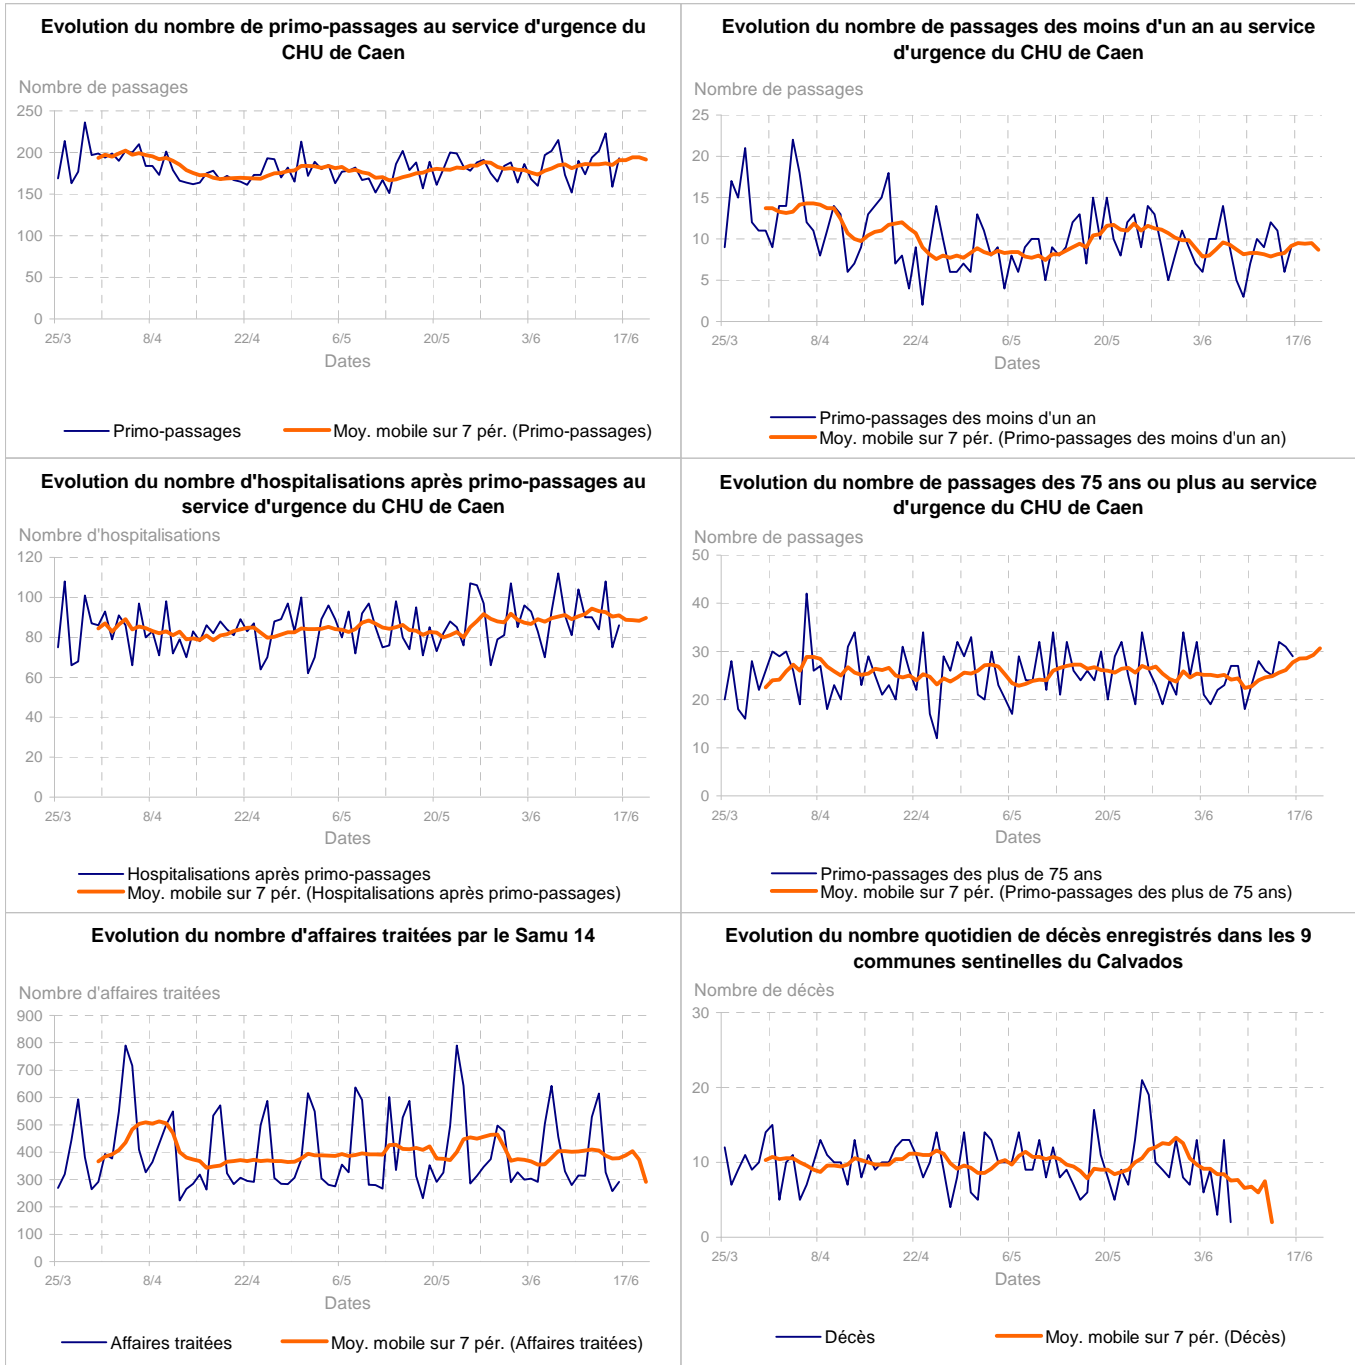 Evolution du nombre de primo-passages au service d'urgence du
CHU de Caen
Nombre de passages
250
200
150
100
50
0
25/3 8/4 22/4 6/5 20/5 3/6 17/6
Dates
Primo-passages Moy. mobile sur 7 pér. (Primo-passages)
Evolution du nombre de passages des moins d'un an au service
d'urgence du CHU de Caen
Nombre de passages
25
20
15
10
5
0
25/3 8/4 22/4 6/5 20/5 3/6 17/6
Dates
Primo-passages des moins d'un an
Moy. mobile sur 7 pér. (Primo-passages des moins d'un an)
Evolution du nombre d'hospitalisations après primo-passages au
service d'urgence du CHU de Caen
Nombre d'hospitalisations
120
100
80
60
40
20
0
25/3 8/4 22/4 6/5 20/5 3/6 17/6
Dates
Hospitalisations après primo-passages
Moy. mobile sur 7 pér. (Hospitalisations après primo-passages)
Evolution du nombre de passages des 75 ans ou plus au service
d'urgence du CHU de Caen
Nombre de passages
50
40
30
20
10
0
25/3 8/4 22/4 6/5 20/5 3/6 17/6
Dates
Primo-passages des plus de 75 ans
Moy. mobile sur 7 pér. (Primo-passages des plus de 75 ans)
Evolution du nombre d'affaires traitées par le Samu 14
Nombre d'affaires traitées
900
800
700
600
500
400
300
200
100
0
25/3 8/4 22/4 6/5 20/5 3/6 17/6
Dates
Affaires traitées Moy. mobile sur 7 pér. (Affaires traitées)
Evolution du nombre quotidien de décès enregistrés dans les 9
communes sentinelles du Calvados
Nombre de décès
30
20
10
0
25/3 8/4 22/4 6/5 20/5 3/6 17/6
Dates
Décès Moy. mobile sur 7 pér. (Décès)